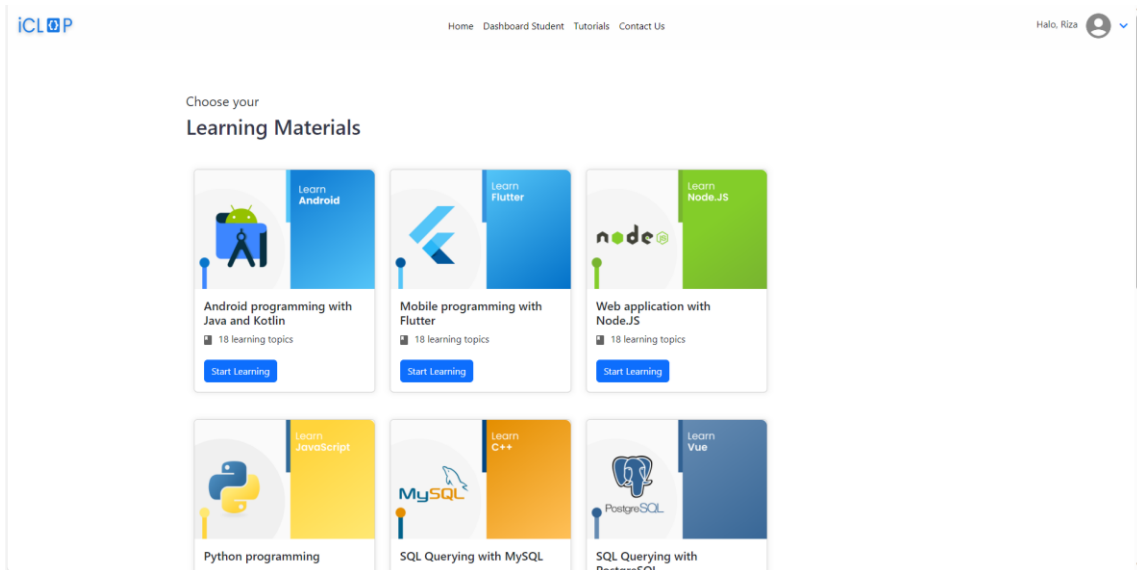 iCLOP
Home Dashboard Student Tutorials Contact Us
Halo, Riza
Choose your
Learning Materials
Learn
Android
Learn
Flutter
Learn
Node.JS
node
Android programming with
Java and Kotlin
18 learning topics
Start Learning
Mobile programming with
Flutter
18 learning topics
Start Learning
Web application with
Node.JS
18 learning topics
Start Learning
Learn
JavaScript
Learn
C++
MySQL
Learn
Vue
PostgreSQL
Python programming
SQL Querying with MySQL
SQL Querying with
PostgreSQL